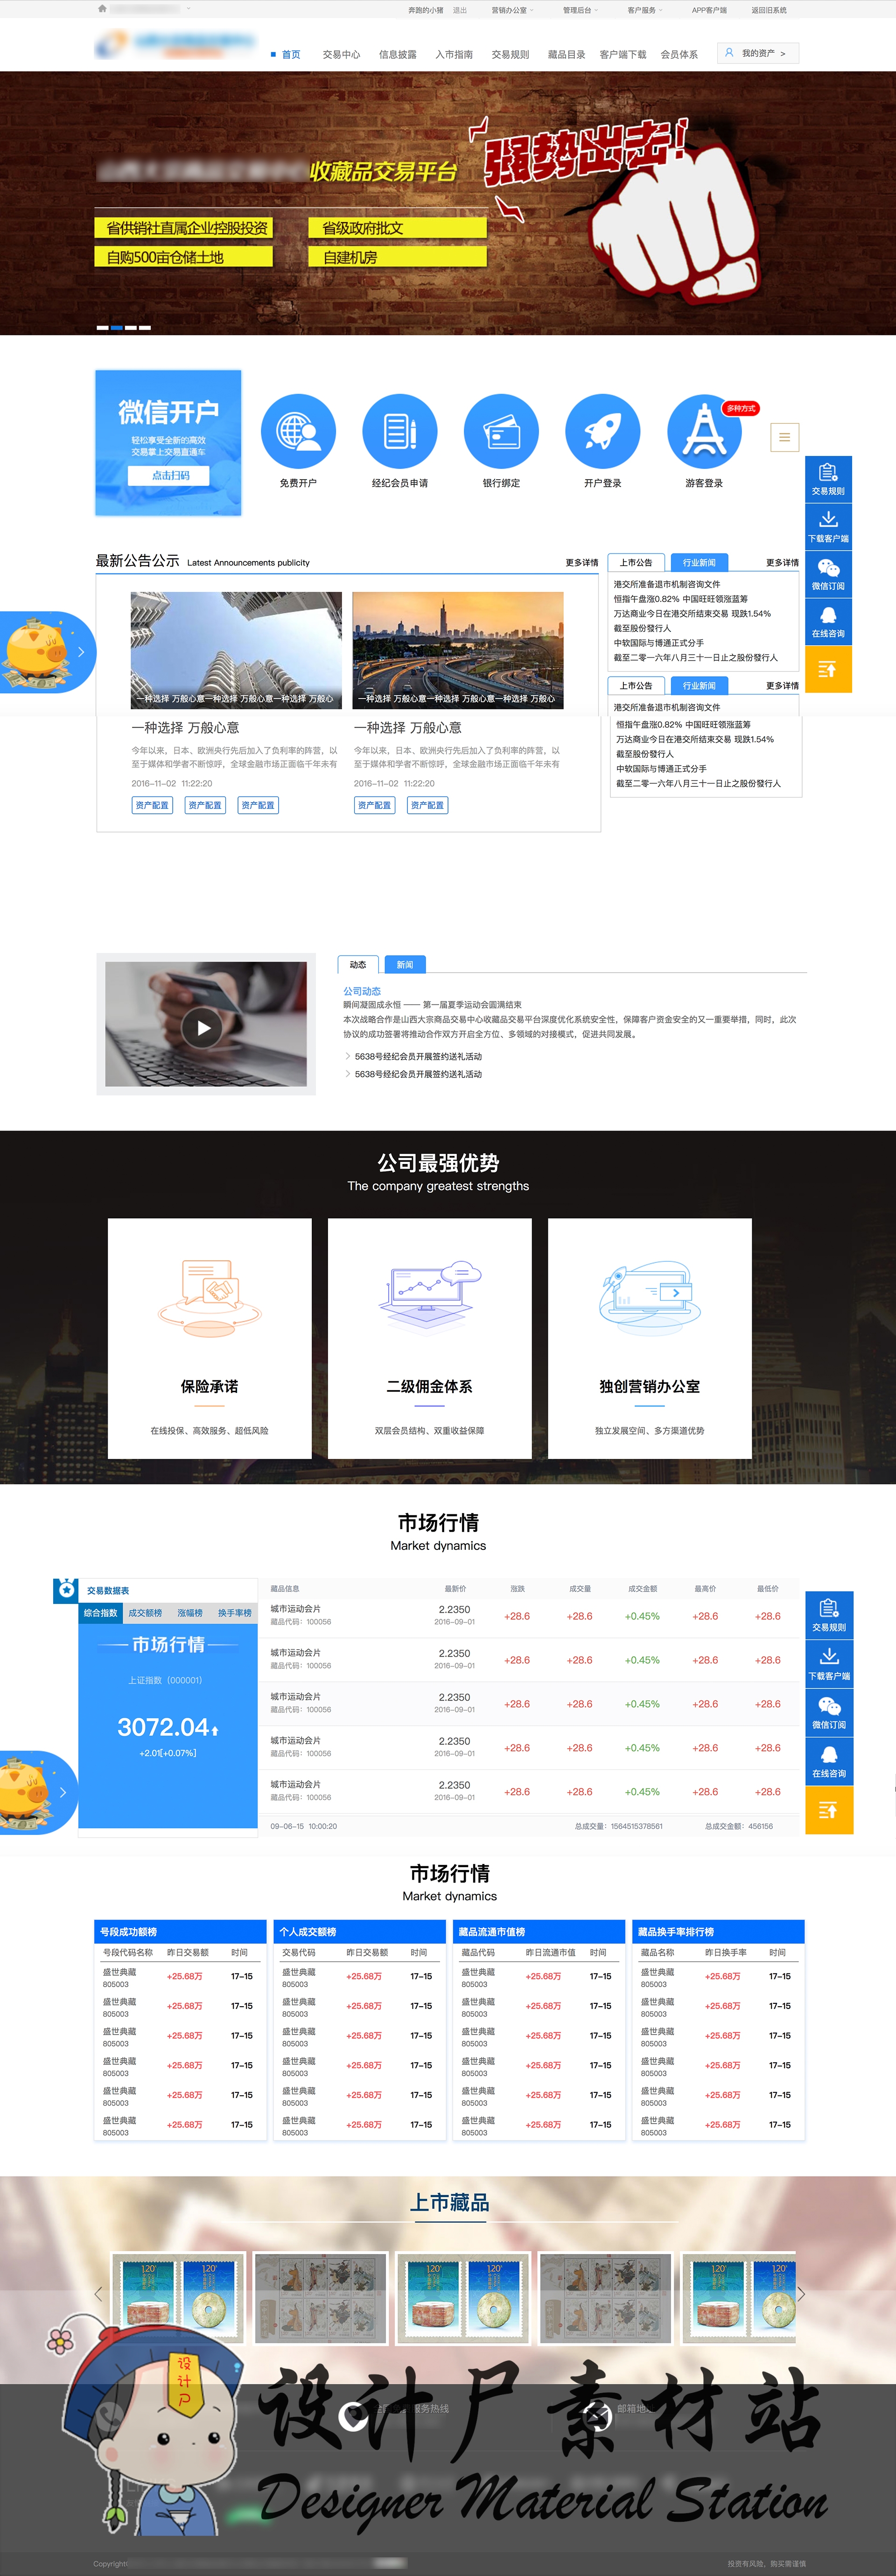 奔跑的小猪 退出 营销办公室 管理后台 客户服务 APP客户端 返回旧系统
首页 交易中心 信息披露 入市指南 交易规则 藏品目录 客户端下载 会员体系 我的资产 >
收藏品交易平台
强势出击!
省供销社直属企业控股投资 省级政府批文
自购500亩仓储土地 自建机房
微信开户
轻松享受全新的高效
交易掌上交易直通车
点击扫码
多种方式
免费开户 经纪会员申请 银行绑定 开户登录 游客登录
交易规则
下载客户端
微信订阅
在线咨询
最新公告公示 Latest Announcements publicity 更多详情
一种选择 万般心意一种选择 万般心意一种选择 万般心
一种选择 万般心意一种选择 万般心意一种选择 万般心
一种选择 万般心意
今年以来，日本、欧洲央行先后加入了负利率的阵营，以
至于媒体和学者不断惊呼，全球金融市场正面临千年未有
2016-11-02 11:22:20
资产配置 资产配置 资产配置
一种选择 万般心意
今年以来，日本、欧洲央行先后加入了负利率的阵营，以
至于媒体和学者不断惊呼，全球金融市场正面临千年未有
2016-11-02 11:22:20
资产配置 资产配置
上市公告 行业新闻 更多详情
港交所准备退市机制咨询文件
恒指午盘涨0.82% 中国旺旺领涨蓝筹
万达商业今日在港交所结束交易 现跌1.54%
截至股份發行人
中软国际与博通正式分手
截至二零一六年八月三十一日止之股份發行人
上市公告 行业新闻 更多详情
港交所准备退市机制咨询文件
恒指午盘涨0.82% 中国旺旺领涨蓝筹
万达商业今日在港交所结束交易 现跌1.54%
截至股份發行人
中软国际与博通正式分手
截至二零一六年八月三十一日止之股份發行人
动态 新闻
公司动态
瞬间凝固成永恒 —— 第一届夏季运动会圆满结束
本次战略合作是山西大宗商品交易中心收藏品交易平台深度优化系统安全性，保障客户资金安全的又一重要举措，同时，此次
协议的成功签署将推动合作双方开启全方位、多领域的对接模式，促进共同发展。
5638号经纪会员开展签约送礼活动
5638号经纪会员开展签约送礼活动
公司最强优势
The company greatest strengths
保险承诺 二级佣金体系 独创营销办公室
在线投保、高效服务、超低风险 双层会员结构、双重收益保障 独立发展空间、多方渠道优势
市场行情
Market dynamics
交易数据表
综合指数 成交额榜 涨幅榜 换手率榜
市场行情
上证指数（000001）
3072.04
+2.01[+0.07%]
藏品信息 最新价 涨跌 成交量 成交金额 最高价 最低价
城市运动会片 2.2350 +28.6 +28.6 +0.45% +28.6 +28.6
藏品代码：100056 2016-09-01
城市运动会片 2.2350 +28.6 +28.6 +0.45% +28.6 +28.6
藏品代码：100056 2016-09-01
城市运动会片 2.2350 +28.6 +28.6 +0.45% +28.6 +28.6
藏品代码：100056 2016-09-01
城市运动会片 2.2350 +28.6 +28.6 +0.45% +28.6 +28.6
藏品代码：100056 2016-09-01
城市运动会片 2.2350 +28.6 +28.6 +0.45% +28.6 +28.6
藏品代码：100056 2016-09-01
09-06-15 10:00:20 总成交量：1564515378561 总成交金额：456156
交易规则
下载客户端
微信订阅
在线咨询
市场行情
Market dynamics
号段成功额榜 个人成交额榜 藏品流通市值榜 藏品换手率排行榜
号段代码名称 昨日交易额 时间 交易代码 昨日交易额 时间 藏品代码 昨日流通市值 时间 藏品名称 昨日换手率 时间
盛世典藏 +25.68万 17-15 盛世典藏 +25.68万 17-15 盛世典藏 +25.68万 17-15 盛世典藏 +25.68万 17-15
805003 805003 805003 805003
盛世典藏 +25.68万 17-15 盛世典藏 +25.68万 17-15 盛世典藏 +25.68万 17-15 盛世典藏 +25.68万 17-15
805003 805003 805003 805003
盛世典藏 +25.68万 17-15 盛世典藏 +25.68万 17-15 盛世典藏 +25.68万 17-15 盛世典藏 +25.68万 17-15
805003 805003 805003 805003
盛世典藏 +25.68万 17-15 盛世典藏 +25.68万 17-15 盛世典藏 +25.68万 17-15 盛世典藏 +25.68万 17-15
805003 805003 805003 805003
盛世典藏 +25.68万 17-15 盛世典藏 +25.68万 17-15 盛世典藏 +25.68万 17-15 盛世典藏 +25.68万 17-15
805003 805003 805003 805003
盛世典藏 +25.68万 17-15 盛世典藏 +25.68万 17-15 盛世典藏 +25.68万 17-15 盛世典藏 +25.68万 17-15
805003 805003 805003 805003
上市藏品
120 120 120 120 120 120
设计尸
设计尸素材站
服务热线 邮箱地
Designer Material Station
Copyright
投资有风险，购买需谨慎